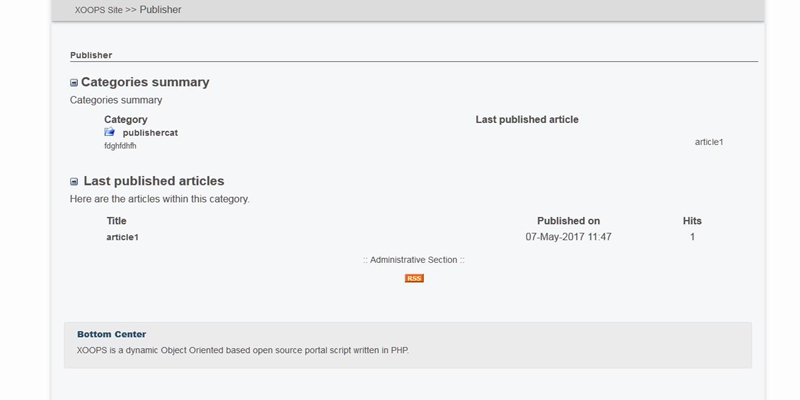 XOOPS Site >> Publisher
Publisher
Categories summary
Categories summary
Category Last published article
publishercat
fdghfdhfh article1
Last published articles
Here are the articles within this category.
Title Published on Hits
article1 07-May-2017 11:47 1
:: Administrative Section ::
RSS
Bottom Center
XOOPS is a dynamic Object Oriented based open source portal script written in PHP.